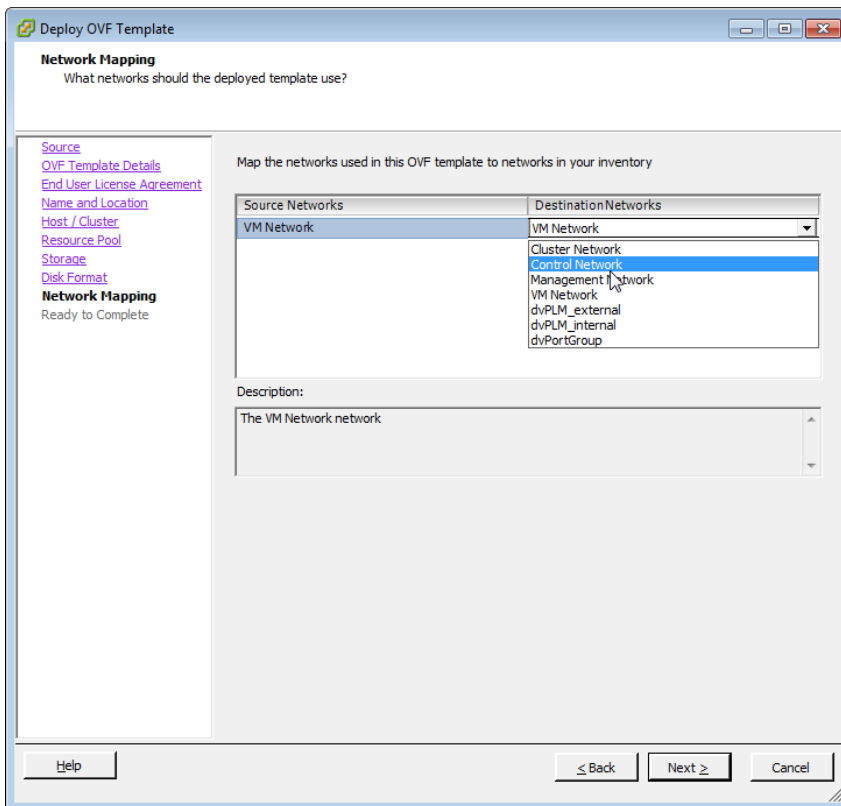 Deploy OVF Template
Network Mapping
What networks should the deployed template use?
Source
OVF Template Details
End User License Agreement
Name and Location
Host / Cluster
Resource Pool
Storage
Disk Format
Network Mapping
Ready to Complete
Map the networks used in this OVF template to networks in your inventory
Source Networks DestinationNetworks
VM Network VM Network
Cluster Network
Control Network
Management Network
VM Network
dvPLM_external
dvPLM_internal
dvPortGroup
Description:
The VM Network network
Help < Back Next > Cancel